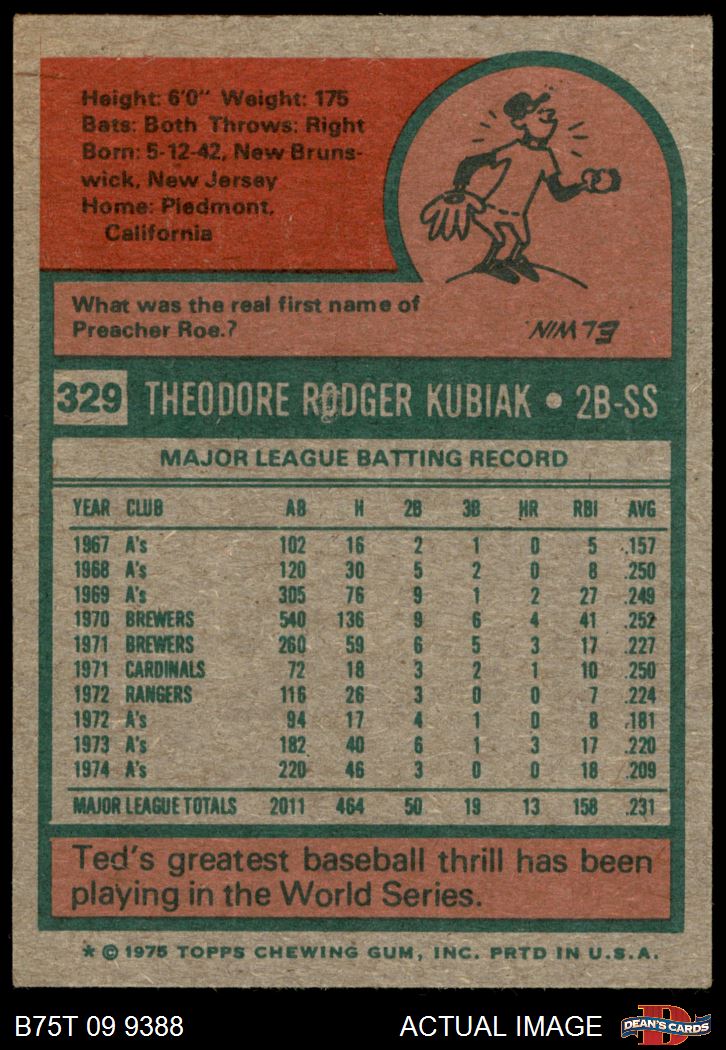 Height: 6'0" Weight: 175
Bats: Both Throws: Right
Born: 5-12-42, New Bruns-
wick, New Jersey
Home: Piedmont,
California
What was the real first name of
Preacher Roe.?
ELWIN
329 THEODORE RODGER KUBIAK • 2B-SS
MAJOR LEAGUE BATTING RECORD
YEAR CLUB AB H 2B 3B HR RBI AVG
1967 A's 102 16 2 1 0 5 .157
1968 A's 120 30 5 2 0 8 .250
1969 A's 305 76 9 1 2 27 .249
1970 BREWERS 540 136 9 6 4 41 .252
1971 BREWERS 260 59 6 5 3 17 .227
1971 CARDINALS 72 18 3 2 1 10 .250
1972 RANGERS 116 26 3 0 0 7 .224
1972 A's 94 17 4 1 0 8 .181
1973 A's 182 40 6 1 3 17 .220
1974 A's 220 46 3 0 0 18 .209
MAJOR LEAGUE TOTALS 2011 464 50 19 13 158 .231
Ted's greatest baseball thrill has been
playing in the World Series.
* © 1975 TOPPS CHEWING GUM, INC. PRTD IN U.S.A.
B75T 09 9388 ACTUAL IMAGE
D
DEAN'S CARDS